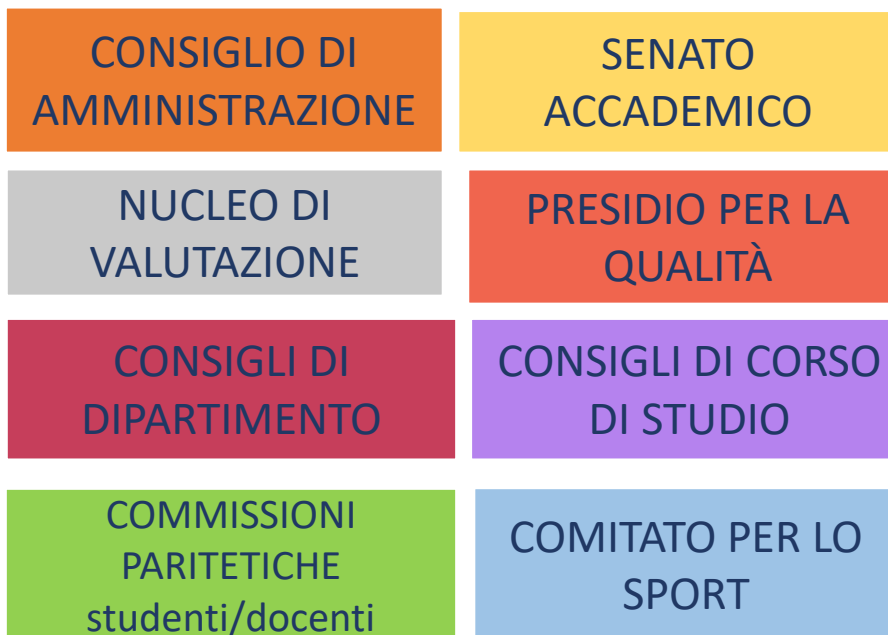 CONSIGLIO DI
AMMINISTRAZIONE
SENATO
ACCADEMICO
NUCLEO DI
VALUTAZIONE
PRESIDIO PER LA
QUALITÀ
CONSIGLI DI
DIPARTIMENTO
CONSIGLI DI CORSO
DI STUDIO
COMMISSIONI
PARITETICHE
studenti/docenti
COMITATO PER LO
SPORT